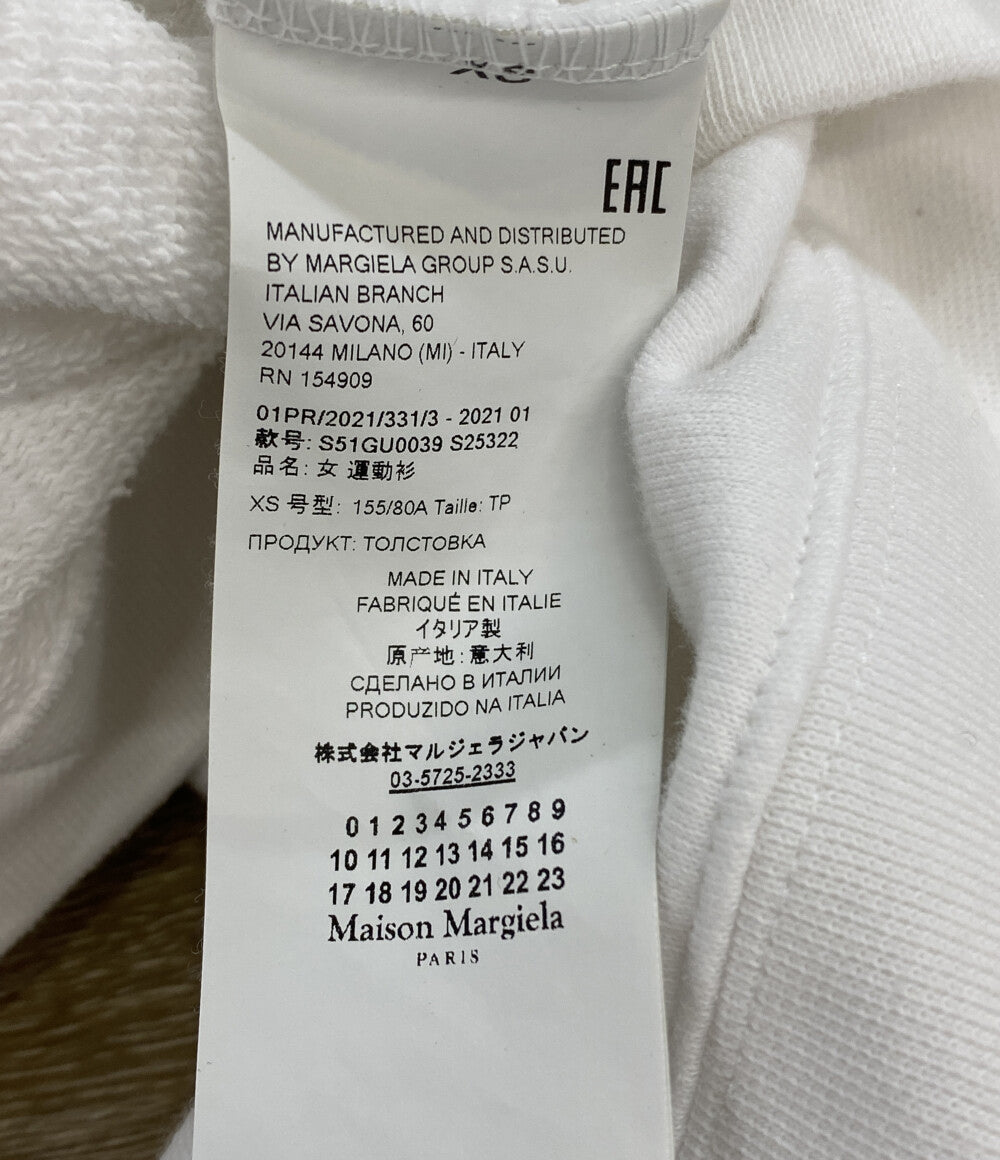 XS
EAC
MANUFACTURED AND DISTRIBUTED
BY MARGIELA GROUP S.A.S.U.
ITALIAN BRANCH
VIA SAVONA, 60
20144 MILANO (MI) - ITALY
RN 154909
01PR/2021/331/3 - 2021 01
款号: S51GU0039 S25322
品名: 女 運動衫
XS 号型: 155/80A Taille: TP
ПРОДУКТ: ТОЛСТОВКА
MADE IN ITALY
FABRIQUÉ EN ITALIE
イタリア製
原产地: 意大利
СДЕЛАНО В ИТАЛИИ
PRODUZIDO NA ITALIA
株式会社マルジェラジャパン
03-5725-2333
0 1 2 3 4 5 6 7 8 9
10 11 12 13 14 15 16
17 18 19 20 21 22 23
Maison Margiela
PARIS